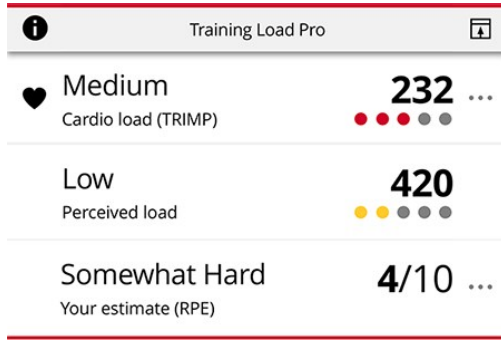 Training Load Pro
Medium 232 ...
Cardio load (TRIMP)
Low 420
Perceived load
Somewhat Hard 4/10 ...
Your estimate (RPE)